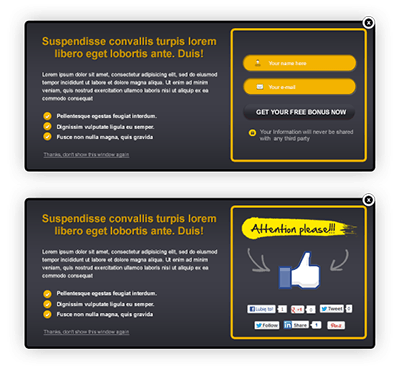 x
Suspendisse convallis turpis lorem
libero eget lobortis ante. Duis!
Lorem ipsum dolor sit amet, consectetur adipisicing elit, sed do eiusmod
tempor incididunt ut labore et dolore magna aliqua. Ut enim ad minim
veniam, quis nostrud exercitation ullamco laboris nisi ut aliquip ex ea
commodo consequat
Pellentesque egestas feugiat interdum.
Dignissim vulputate ligula eu semper.
Fusce non nulla magna, quis gravida
Thanks, don't show this window again
Your name here
Your e-mail
GET YOUR FREE BONUS NOW
Your Information will never be shared
with any third party
x
Suspendisse convallis turpis lorem
libero eget lobortis ante. Duis!
Lorem ipsum dolor sit amet, consectetur adipisicing elit, sed do eiusmod
tempor incididunt ut labore et dolore magna aliqua. Ut enim ad minim
veniam, quis nostrud exercitation ullamco laboris nisi ut aliquip ex ea
commodo consequat
Pellentesque egestas feugiat interdum.
Dignissim vulputate ligula eu semper.
Fusce non nulla magna, quis gravida
Thanks, don't show this window again
Attention please!!!
+1
Tweet
Follow
in Share
Pin it